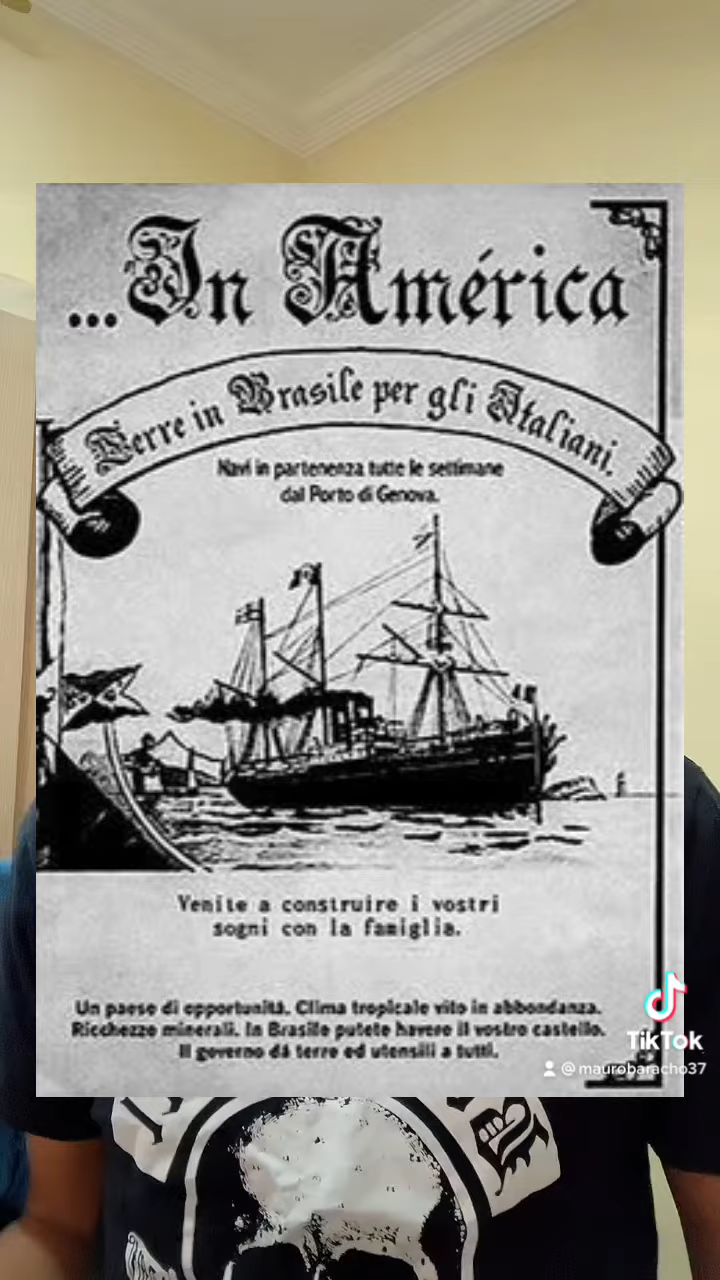 ...In América
Terre in Brasile per gli Italiani.
Navi in partenenza tutte le settimane
dal Porto di Genova.
Venite a construire i vostri
sogni con la famiglia.
Un paese di opportunitá. Clima tropicale vito in abbondanza.
Ricchezze minerali. In Brasile putete havere il vostro castello.
Il governo dá terre ed utensili a tutti.
TikTok
@maurobaracho37